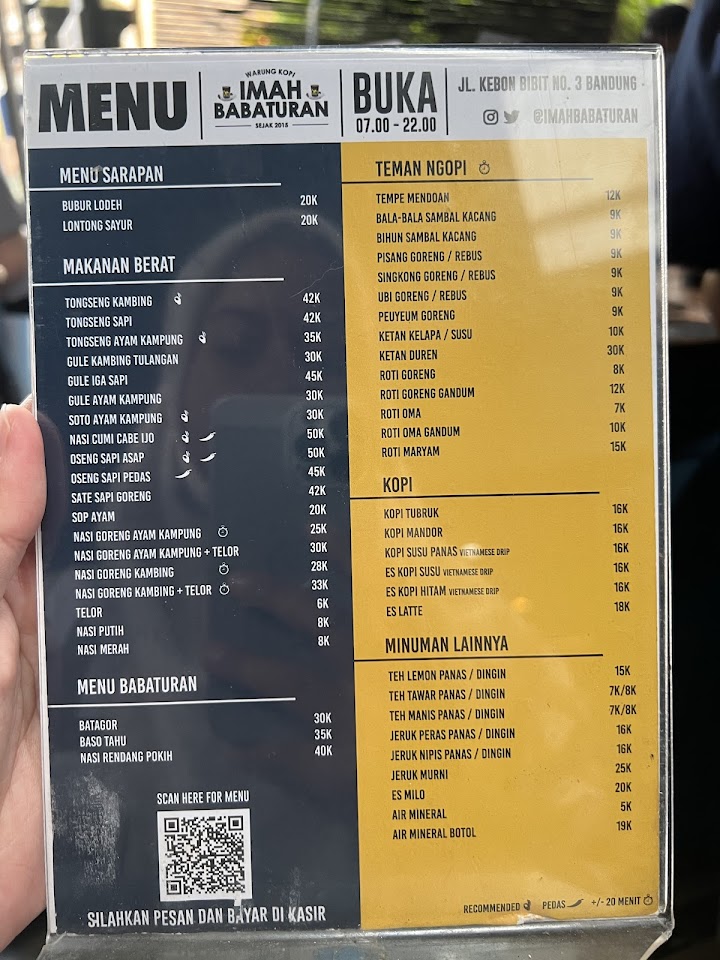 MENU
WARUNG KOPI
IMAH
BABATURAN
SEJAK 2015
BUKA
07.00 - 22.00
JL. KEBON BIBIT NO. 3 BANDUNG
@IMAHBABATURAN
MENU SARAPAN
BUBUR LODEH 20K
LONTONG SAYUR 20K
MAKANAN BERAT
TONGSENG KAMBING 42K
TONGSENG SAPI 42K
TONGSENG AYAM KAMPUNG 35K
GULE KAMBING TULANGAN 30K
GULE IGA SAPI 45K
GULE AYAM KAMPUNG 30K
SOTO AYAM KAMPUNG 30K
NASI CUMI CABE IJO 50K
OSENG SAPI ASAP 50K
OSENG SAPI PEDAS 45K
SATE SAPI GORENG 42K
SOP AYAM 20K
NASI GORENG AYAM KAMPUNG 25K
NASI GORENG AYAM KAMPUNG + TELOR 30K
NASI GORENG KAMBING 28K
NASI GORENG KAMBING + TELOR 33K
TELOR 6K
NASI PUTIH 8K
NASI MERAH 8K
MENU BABATURAN
BATAGOR 30K
BASO TAHU 35K
NASI RENDANG POKIH 40K
SCAN HERE FOR MENU
SILAHKAN PESAN DAN BAYAR DI KASIR
TEMAN NGOPI
TEMPE MENDOAN 12K
BALA-BALA SAMBAL KACANG 9K
BIHUN SAMBAL KACANG 9K
PISANG GORENG / REBUS 9K
SINGKONG GORENG / REBUS 9K
UBI GORENG / REBUS 9K
PEUYEUM GORENG 9K
KETAN KELAPA / SUSU 10K
KETAN DUREN 30K
ROTI GORENG 8K
ROTI GORENG GANDUM 12K
ROTI OMA 7K
ROTI OMA GANDUM 10K
ROTI MARYAM 15K
KOPI
KOPI TUBRUK 16K
KOPI MANDOR 16K
KOPI SUSU PANAS VIETNAMESE DRIP 16K
ES KOPI SUSU VIETNAMESE DRIP 16K
ES KOPI HITAM VIETNAMESE DRIP 16K
ES LATTE 18K
MINUMAN LAINNYA
TEH LEMON PANAS / DINGIN 15K
TEH TAWAR PANAS / DINGIN 7K/8K
TEH MANIS PANAS / DINGIN 7K/8K
JERUK PERAS PANAS / DINGIN 16K
JERUK NIPIS PANAS / DINGIN 16K
JERUK MURNI 25K
ES MILO 20K
AIR MINERAL 5K
AIR MINERAL BOTOL 19K
RECOMMENDED PEDAS +/- 20 MENIT